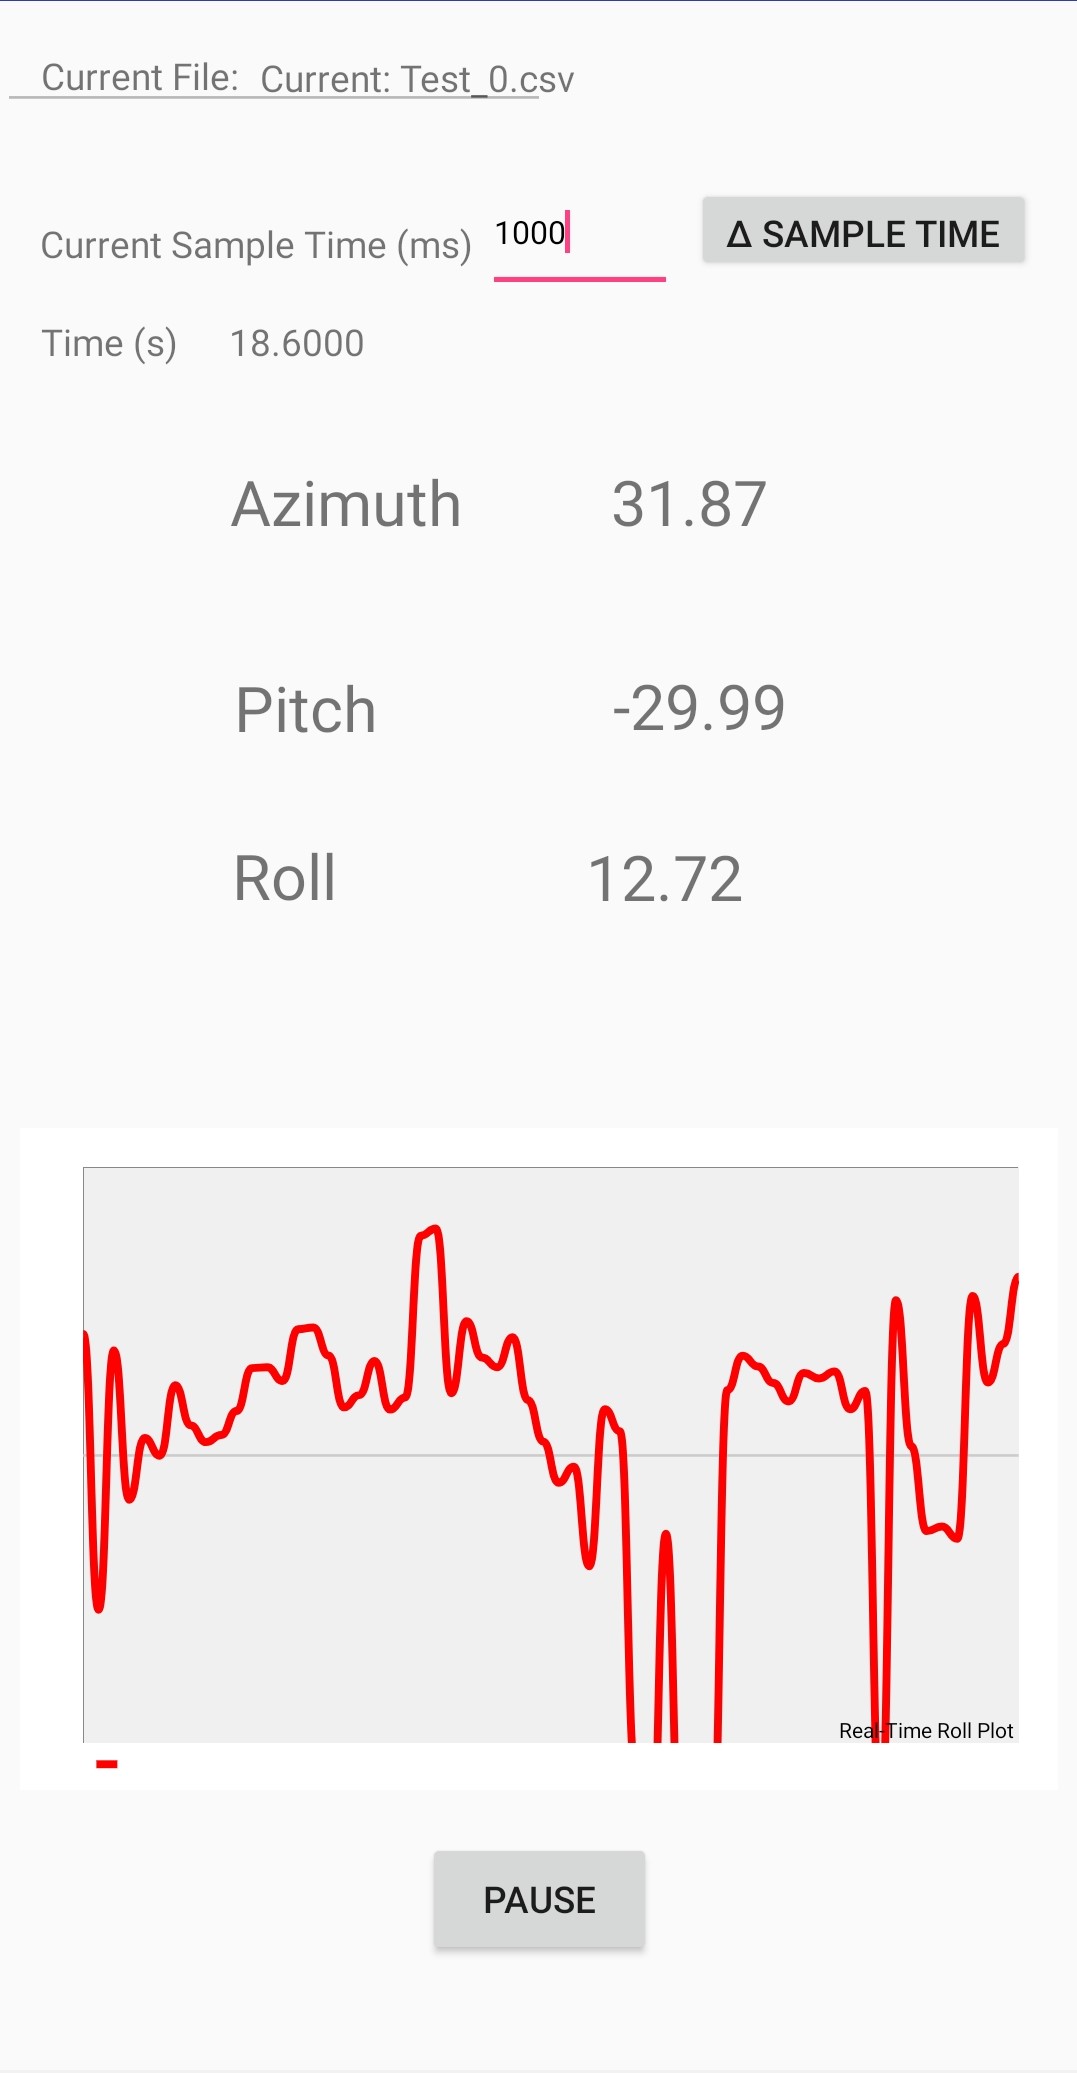 Current File: Current: Test_0.csv
Current Sample Time (ms) 1000 Δ SAMPLE TIME
Time (s) 18.6000
Azimuth 31.87
Pitch -29.99
Roll 12.72
Real-Time Roll Plot
PAUSE